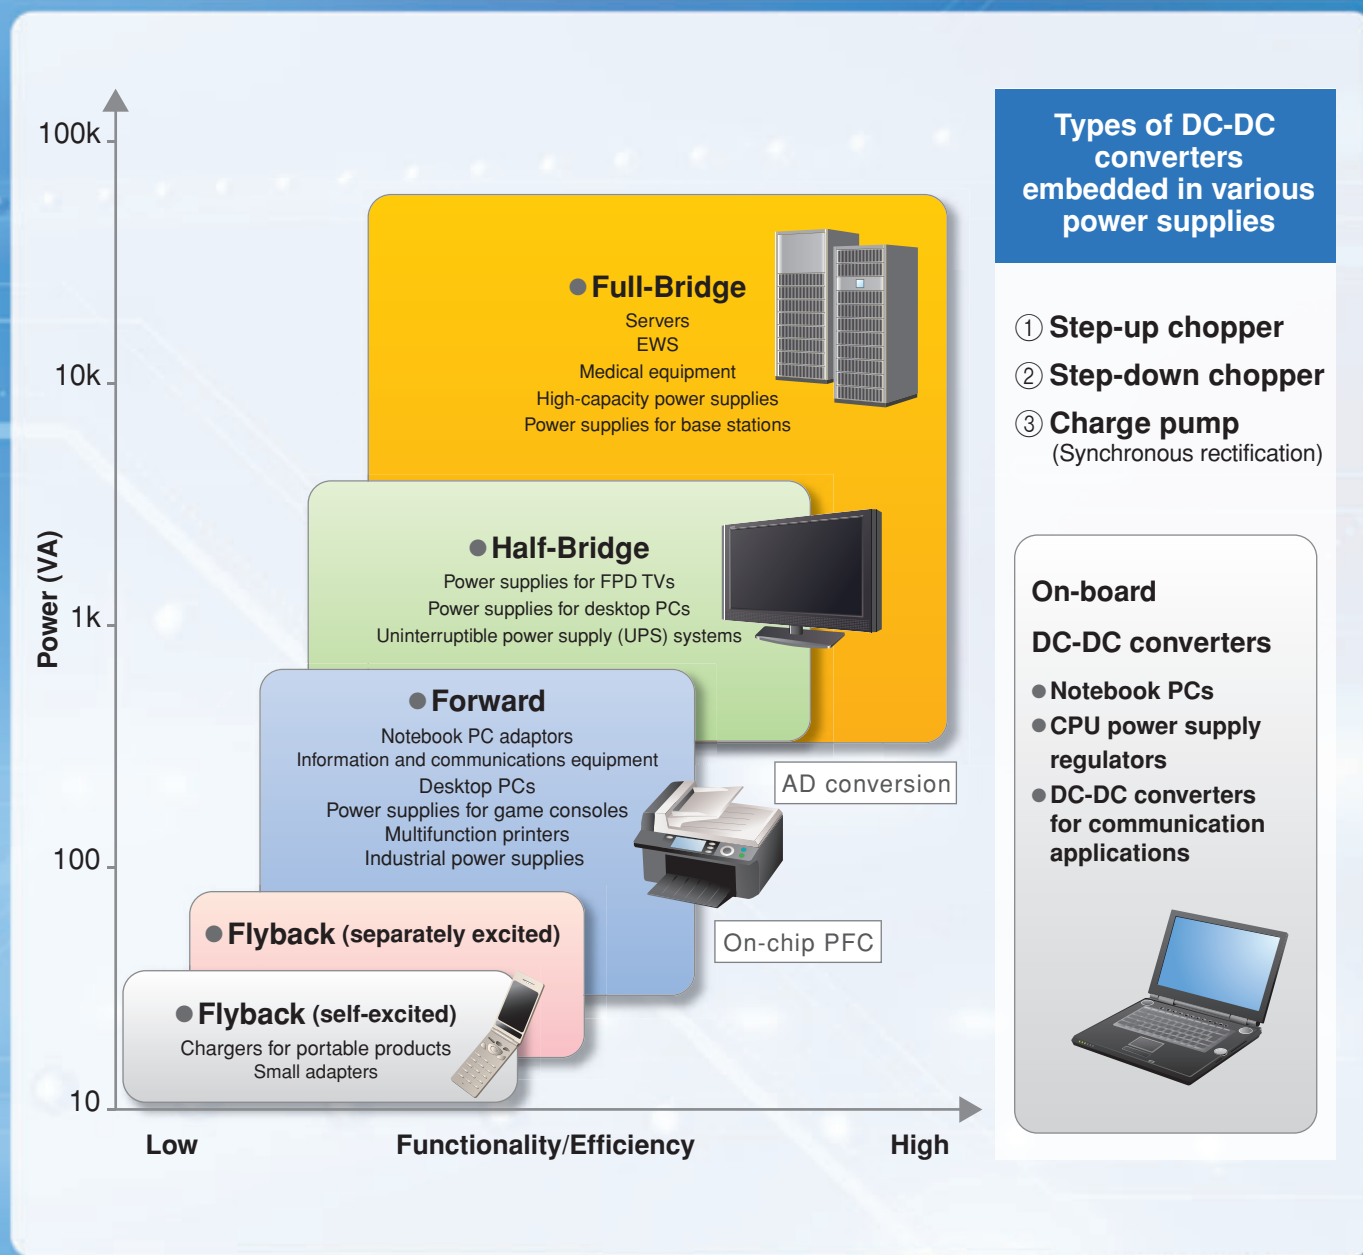 100k
10k
1k
100
10
Power (VA)
Low
Functionality/Efficiency
High
● Full-Bridge
Servers
EWS
Medical equipment
High-capacity power supplies
Power supplies for base stations
● Half-Bridge
Power supplies for FPD TVs
Power supplies for desktop PCs
Uninterruptible power supply (UPS) systems
● Forward
Notebook PC adaptors
Information and communications equipment
Desktop PCs
Power supplies for game consoles
Multifunction printers
Industrial power supplies
AD conversion
● Flyback (separately excited)
On-chip PFC
● Flyback (self-excited)
Chargers for portable products
Small adapters
Types of DC-DC
converters
embedded in various
power supplies
① Step-up chopper
② Step-down chopper
③ Charge pump
(Synchronous rectification)
On-board
DC-DC converters
● Notebook PCs
● CPU power supply
regulators
● DC-DC converters
for communication
applications